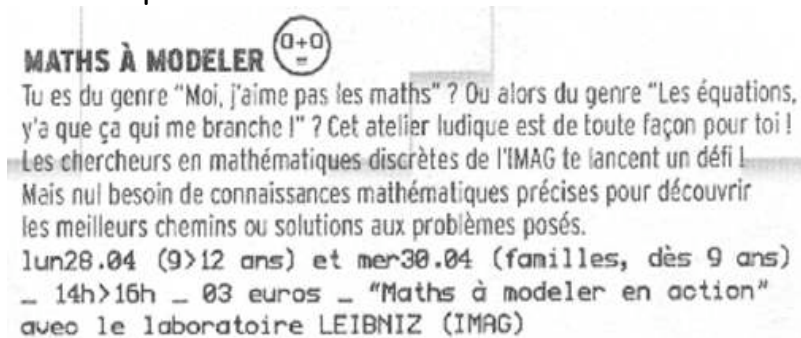 MATHS À MODELER 0+0 =
Tu es du genre "Moi, j'aime pas les maths" ? Ou alors du genre "Les équations,
y'a que ça qui me branche !" ? Cet atelier ludique est de toute façon pour toi !
Les chercheurs en mathématiques discrètes de l'IMAG te lancent un défi !
Mais nul besoin de connaissances mathématiques précises pour découvrir
les meilleurs chemins ou solutions aux problèmes posés.
lun28.04 (9>12 ans) et mer30.04 (familles, dès 9 ans)
_ 14h>16h _ 03 euros _ "Maths à modeler en action"
avec le laboratoire LEIBNIZ (IMAG)